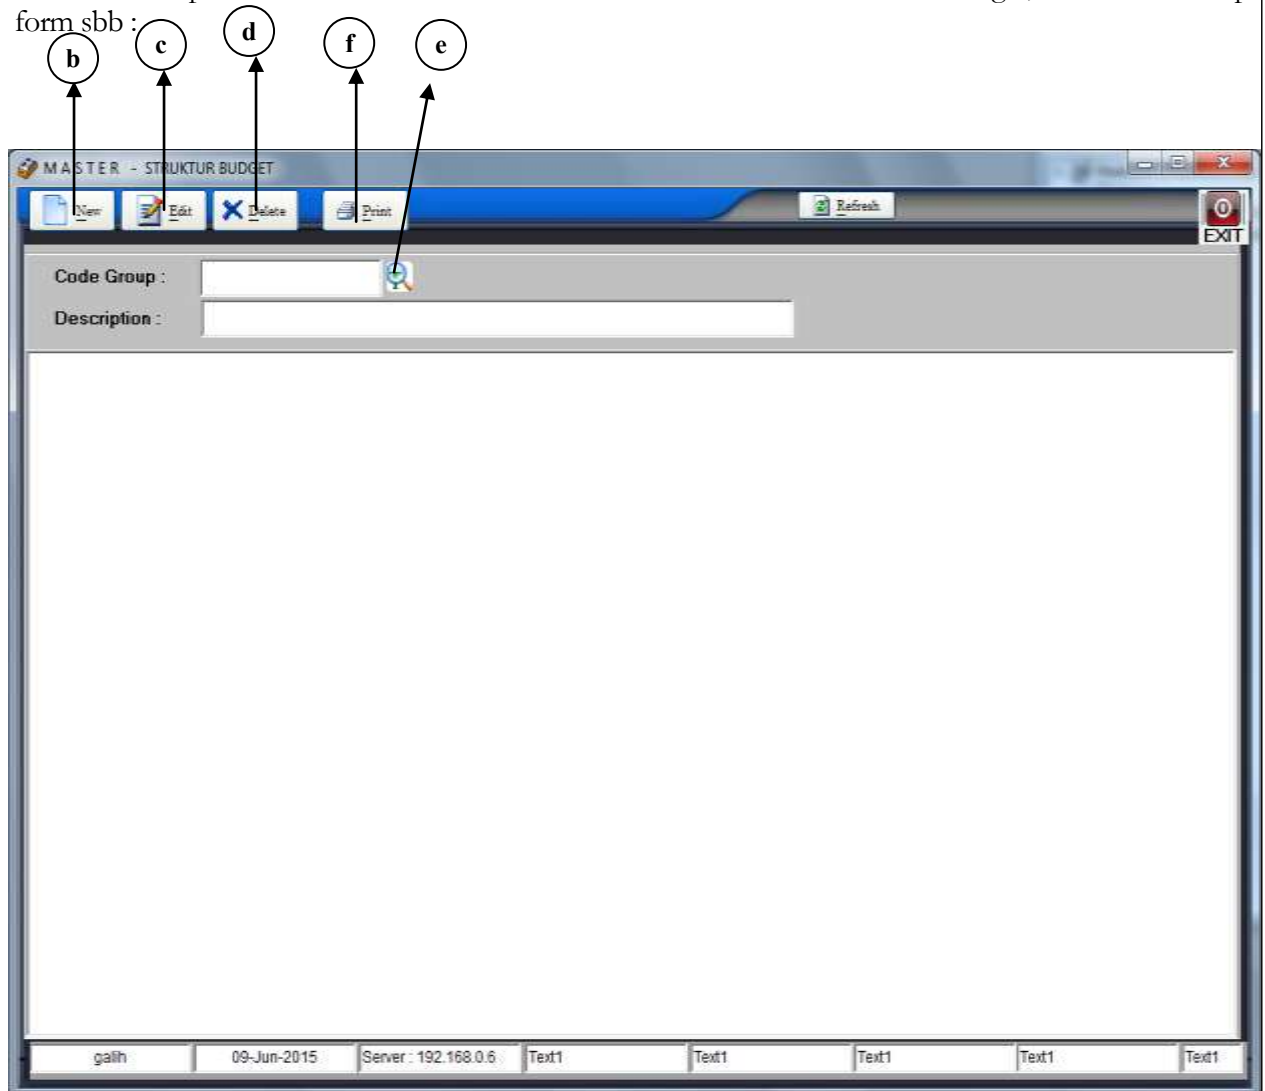 form sbb :
b c d f e
M A S T E R - STRUKTUR BUDGET
New Edit Delete Print Refresh
EXIT
Code Group :
Description :
galih 09-Jun-2015 Server : 192.168.0.6 Text1 Text1 Text1 Text1 Text1